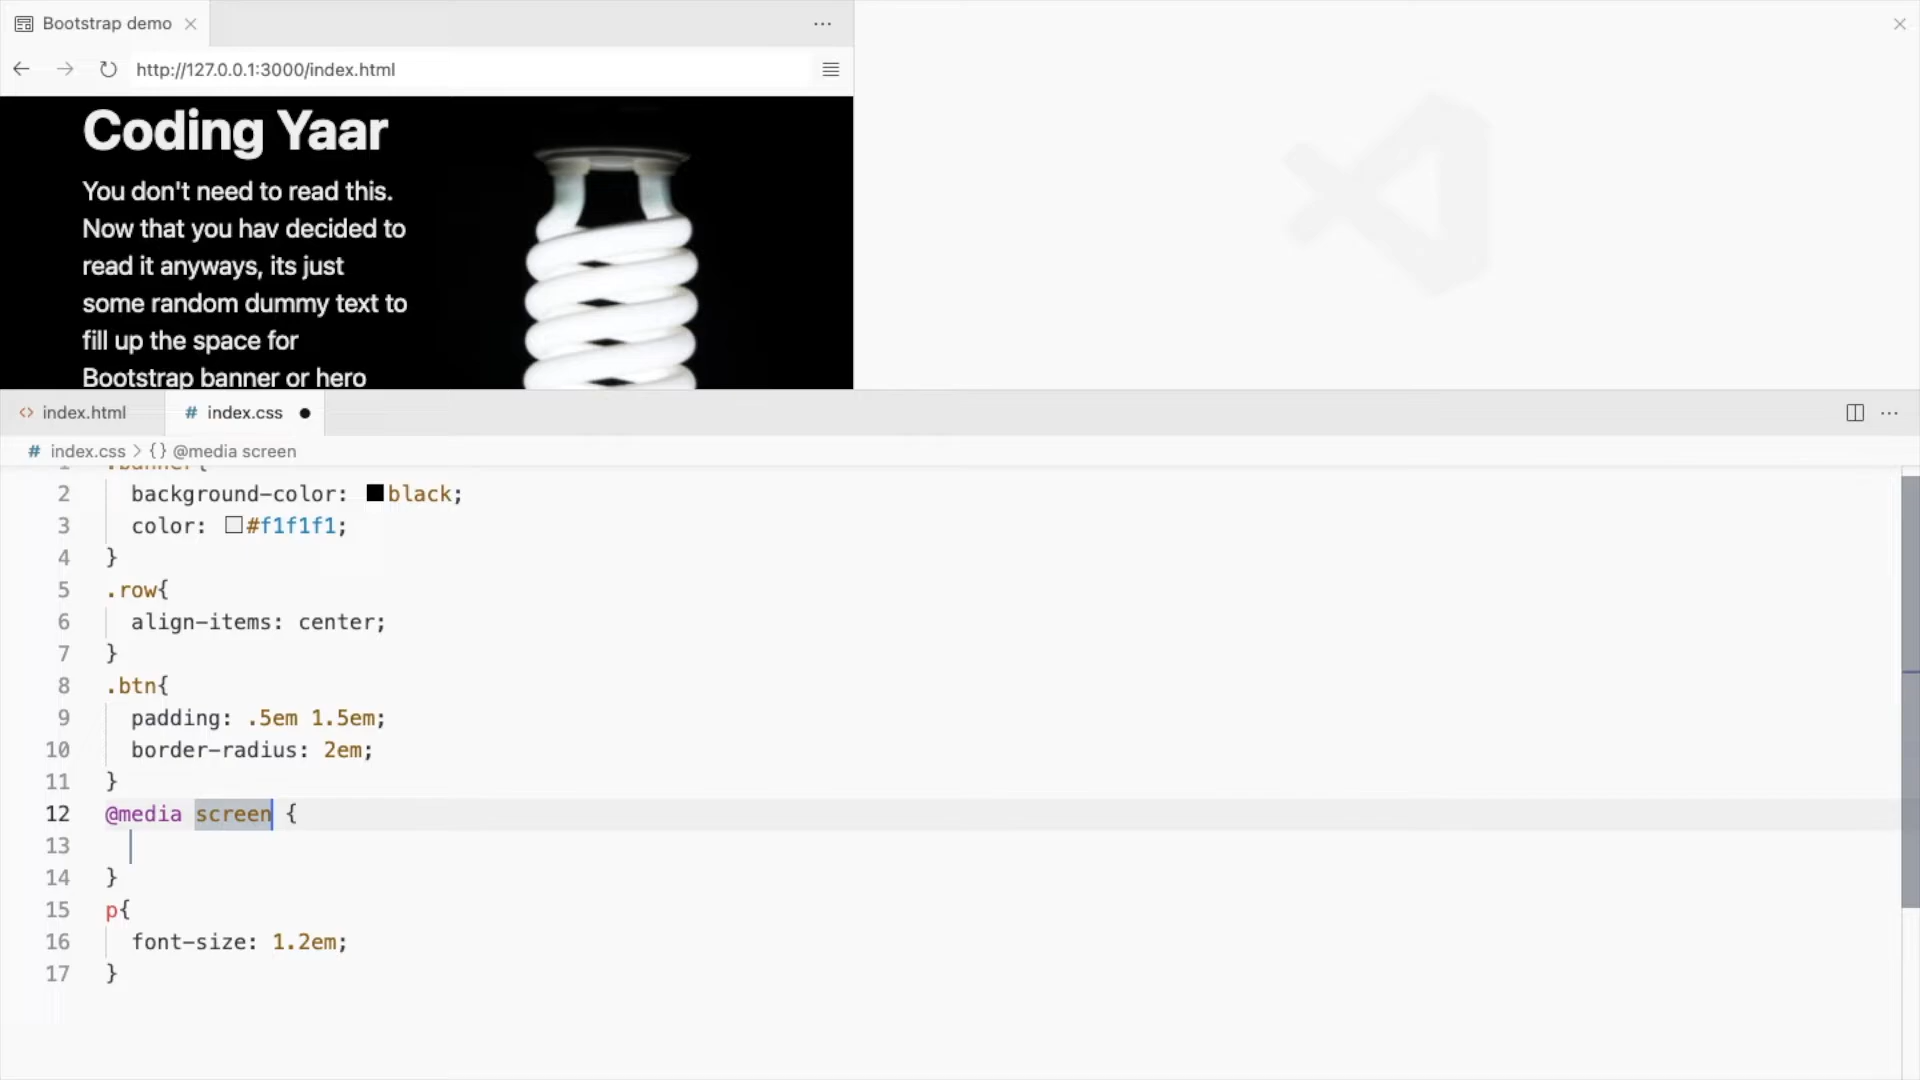 Bootstrap demo
http://127.0.0.1:3000/index.html
Coding Yaar
You don't need to read this.
Now that you hav decided to
read it anyways, its just
some random dummy text to
fill up the space for
Bootstrap banner or hero
index.html
# index.css
# index.css > {} @media screen
1 .banner{
2 background-color: black;
3 color: #f1f1f1;
4 }
5 .row{
6 align-items: center;
7 }
8 .btn{
9 padding: .5em 1.5em;
10 border-radius: 2em;
11 }
12 @media screen {
13
14 }
15 p{
16 font-size: 1.2em;
17 }